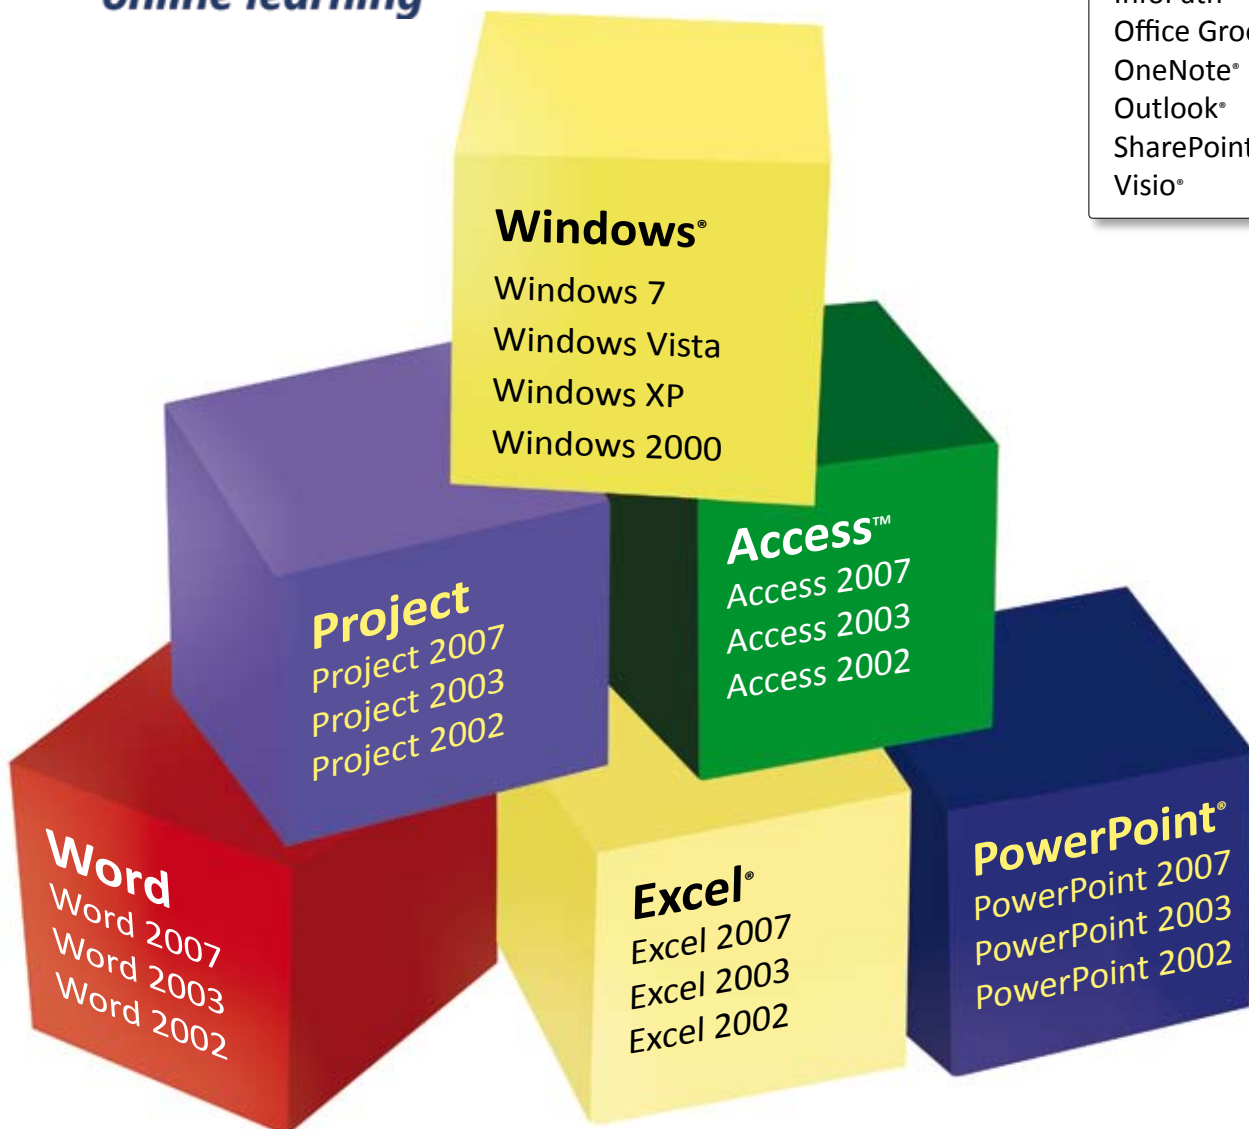 online learning
Office
OneNote®
Outlook®
SharePoint
Visio®
Windows®
Windows 7
Windows Vista
Windows XP
Windows 2000
Project
Project 2007
Project 2003
Project 2002
Access™
Access 2007
Access 2003
Access 2002
Word
Word 2007
Word 2003
Word 2002
Excel®
Excel 2007
Excel 2003
Excel 2002
PowerPoint®
PowerPoint 2007
PowerPoint 2003
PowerPoint 2002